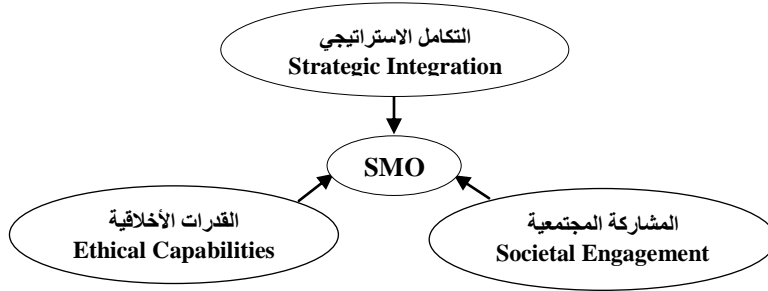 التكامل الاستراتيجي
Strategic Integration
SMO
القدرات الأخلاقية
Ethical Capabilities
المشاركة المجتمعية
Societal Engagement